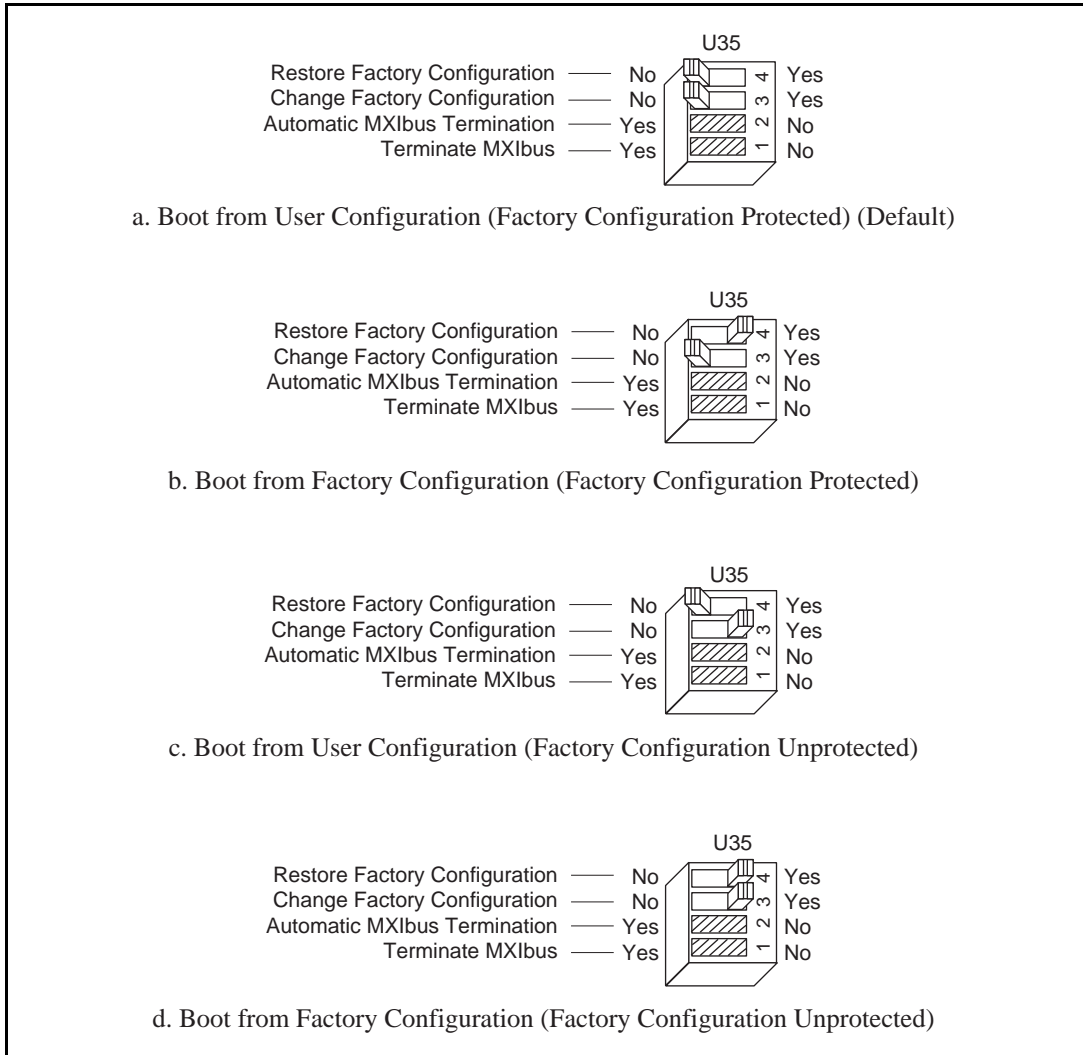 U35
Restore Factory Configuration No 4 Yes
Change Factory Configuration No 3 Yes
Automatic MXIbus Termination Yes 2 No
Terminate MXIbus Yes 1 No
a. Boot from User Configuration (Factory Configuration Protected) (Default)
U35
Restore Factory Configuration No 4 Yes
Change Factory Configuration No 3 Yes
Automatic MXIbus Termination Yes 2 No
Terminate MXIbus Yes 1 No
b. Boot from Factory Configuration (Factory Configuration Protected)
U35
Restore Factory Configuration No 4 Yes
Change Factory Configuration No 3 Yes
Automatic MXIbus Termination Yes 2 No
Terminate MXIbus Yes 1 No
c. Boot from User Configuration (Factory Configuration Unprotected)
U35
Restore Factory Configuration No 4 Yes
Change Factory Configuration No 3 Yes
Automatic MXIbus Termination Yes 2 No
Terminate MXIbus Yes 1 No
d. Boot from Factory Configuration (Factory Configuration Unprotected)